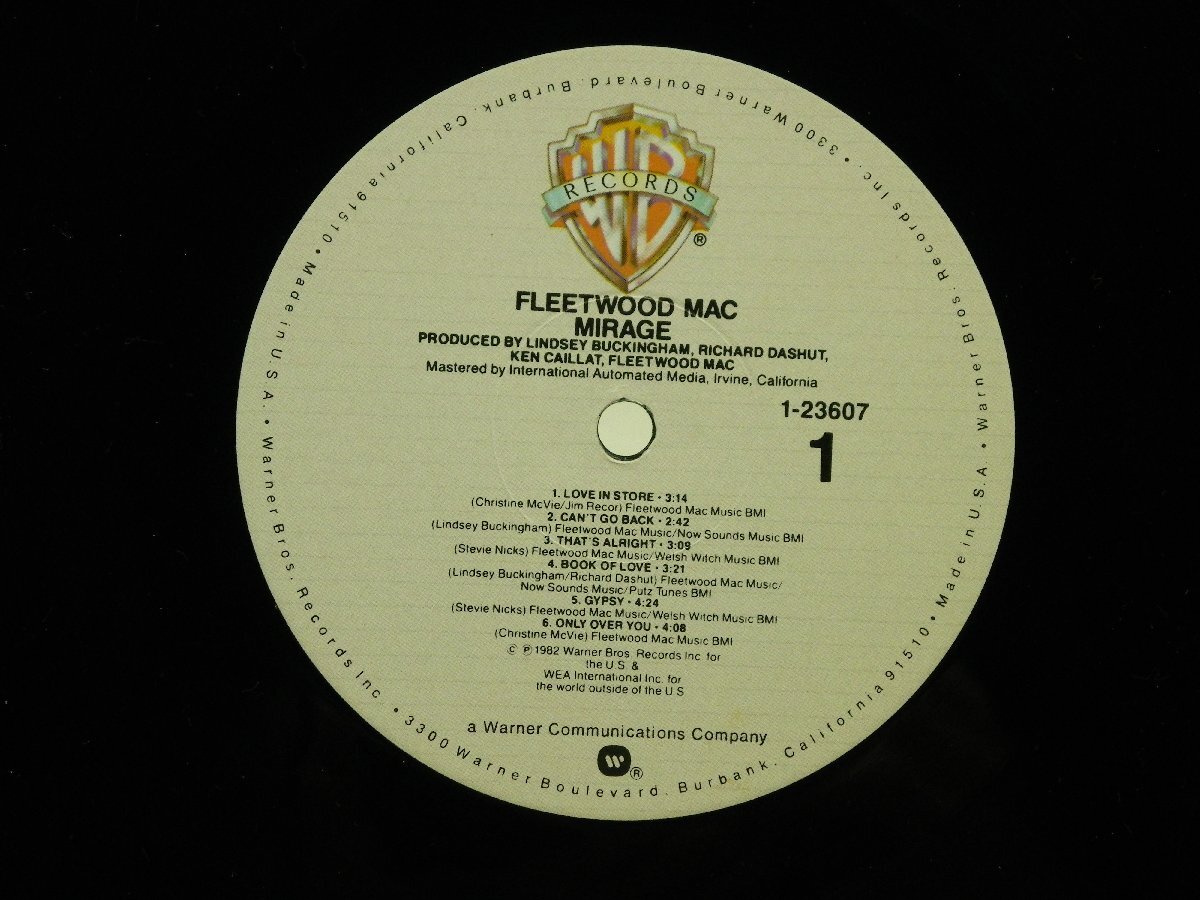 WB
RECORDS
®
FLEETWOOD MAC
MIRAGE
PRODUCED BY LINDSEY BUCKINGHAM, RICHARD DASHUT,
KEN CAILLAT, FLEETWOOD MAC
Mastered by International Automated Media, Irvine, California
1-23607
1
1. LOVE IN STORE • 3:14
(Christine McVie/Jim Recor) Fleetwood Mac Music BMI
2. CAN'T GO BACK • 2:42
(Lindsey Buckingham) Fleetwood Mac Music/Now Sounds Music BMI
3. THAT'S ALRIGHT • 3:09
(Stevie Nicks) Fleetwood Mac Music/Welsh Witch Music BMI
4. BOOK OF LOVE • 3:21
(Lindsey Buckingham/Richard Dashut) Fleetwood Mac Music/
Now Sounds Music/Putz Tunes BMI
5. GYPSY • 4:24
(Stevie Nicks) Fleetwood Mac Music/Welsh Witch Music BMI
6. ONLY OVER YOU • 4:08
(Christine McVie) Fleetwood Mac Music BMI
© ℗ 1982 Warner Bros. Records Inc. for
the U.S. &
WEA International Inc. for
the world outside of the U.S
a Warner Communications Company
W®
Warner Bros. Records Inc. • 3300 Warner Boulevard. Burbank. California 91510 • Made in U.S.A. • Warner Bros. Records Inc. • 3300 Warner Boulevard. Burbank. California 91510 • Made in U.S.A. •